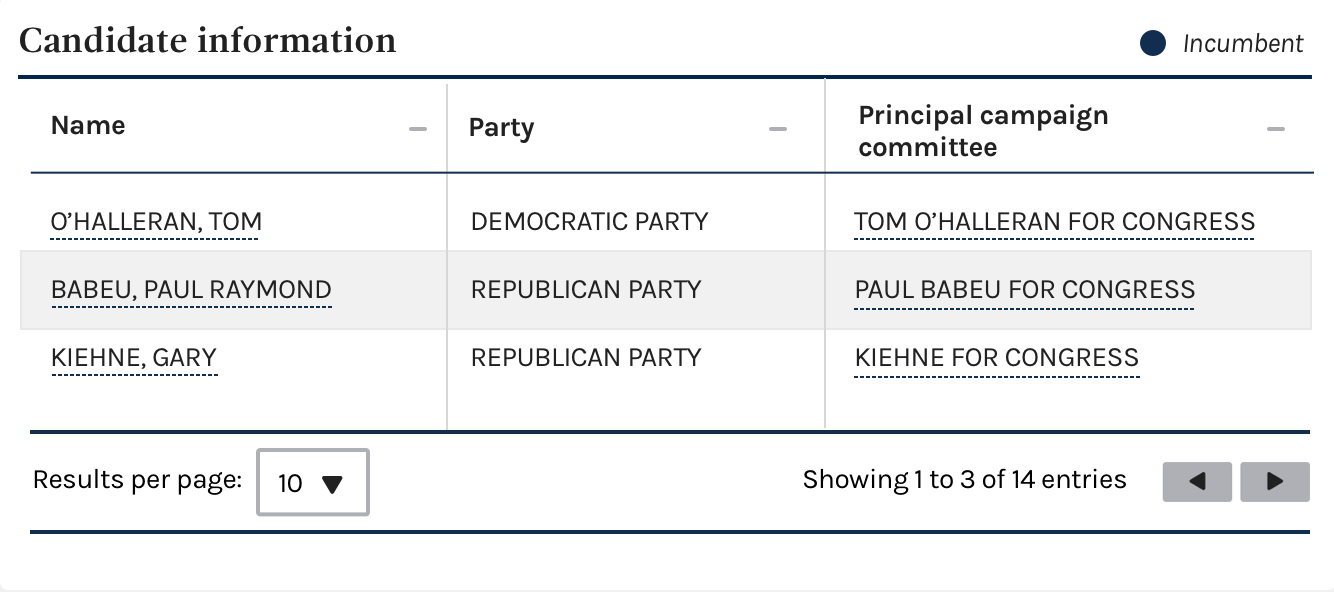 Candidate information
Incumbent
Name
Party
Principal campaign
committee
O’HALLERAN, TOM
DEMOCRATIC PARTY
TOM O’HALLERAN FOR CONGRESS
BABEU, PAUL RAYMOND
REPUBLICAN PARTY
PAUL BABEU FOR CONGRESS
KIEHNE, GARY
REPUBLICAN PARTY
KIEHNE FOR CONGRESS
Results per page:
10
Showing 1 to 3 of 14 entries